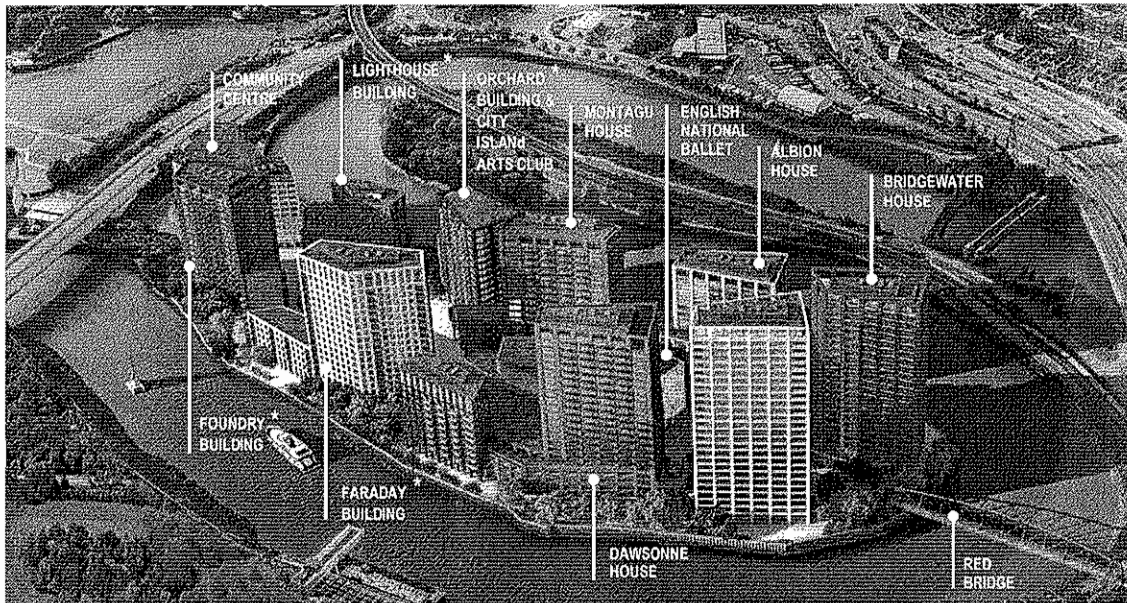 COMMUNITY
CENTRE
LIGHTHOUSE*
BUILDING
ORCHARD*
BUILDING &
CITY
ISLANd
ARTS CLUB
MONTAGU
HOUSE
ENGLISH
NATIONAL
BALLET
ALBION
HOUSE
BRIDGEWATER
HOUSE
FOUNDRY*
BUILDING
FARADAY*
BUILDING
DAWSONNE
HOUSE
RED
BRIDGE